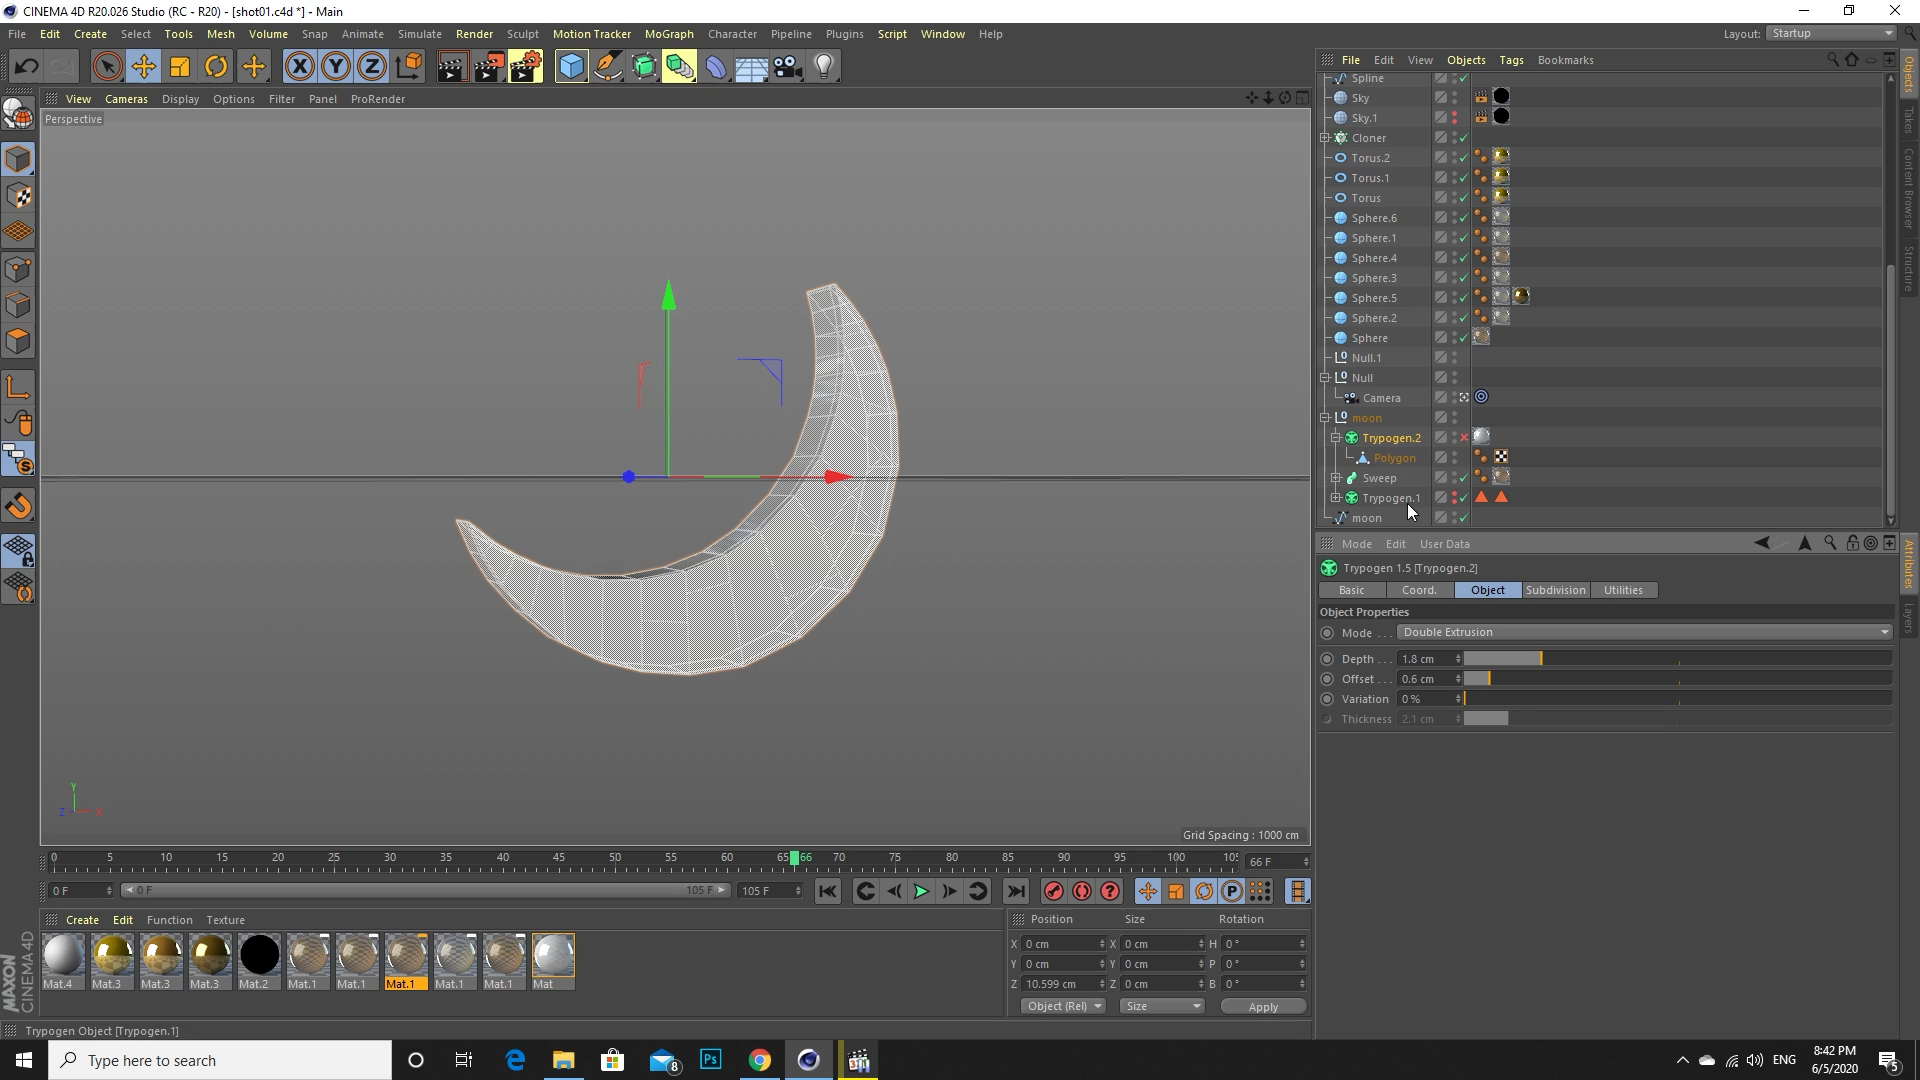 CINEMA 4D R20.026 Studio (RC - R20) - [shot01.c4d *] - Main
File Edit Create Select Tools Mesh Volume Snap Animate Simulate Render Sculpt Motion Tracker MoGraph Character Pipeline Plugins Script Window Help
Layout: Startup
X Y Z
View Cameras Display Options Filter Panel ProRender
Perspective
Y
Z X
Grid Spacing : 1000 cm
File Edit View Objects Tags Bookmarks
Spline
Sky
Sky.1
Cloner
Torus.2
Torus.1
Torus
Sphere.6
Sphere.1
Sphere.4
Sphere.3
Sphere.5
Sphere.2
Sphere
Null.1
Null
Camera
moon
Trypogen.2
Polygon
Sweep
Trypogen.1
moon
Objects
Takes
Content Browser
Structure
Mode Edit User Data
Trypogen 1.5 [Trypogen.2]
Basic Coord. Object Subdivision Utilities
Object Properties
Mode . . . Double Extrusion
Depth . . . 1.8 cm
Offset . . . 0.6 cm
Variation 0 %
Thickness 2.1 cm
Attributes
Layers
0 5 10 15 20 25 30 35 40 45 50 55 60 65 66 70 75 80 85 90 95 100 105
66 F
0 F 0 F 105 F 105 F
P
Create Edit Function Texture
Mat.4 Mat.3 Mat.3 Mat.3 Mat.2 Mat.1 Mat.1 Mat.1 Mat.1 Mat.1 Mat
Position Size Rotation
X 0 cm X 0 cm H 0 °
Y 0 cm Y 0 cm P 0 °
Z 10.599 cm Z 0 cm B 0 °
Object (Rel) Size Apply
MAXON
CINEMA 4D
Trypogen Object [Trypogen.1]
Type here to search
8
Ps
ENG
8:42 PM
6/5/2020
5